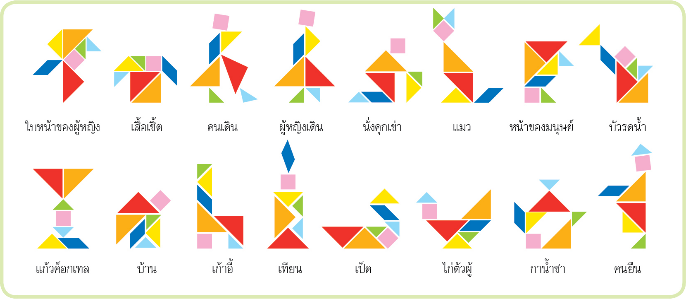 ใบหน้าของผู้หญิง
เสื้อเชิ้ต
คนเดิน
ผู้หญิงเดิน
นั่งคุกเข่า
แมว
หน้าของมนุษย์
บัวรดน้ำ
แก้วค็อกเทล
บ้าน
เก้าอี้
เทียน
เป็ด
ไก่ตัวผู้
กาน้ำชา
คนยืน